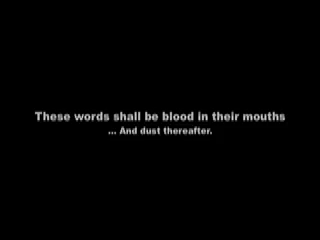 These words shall be blood in their mouths
... And dust thereafter.